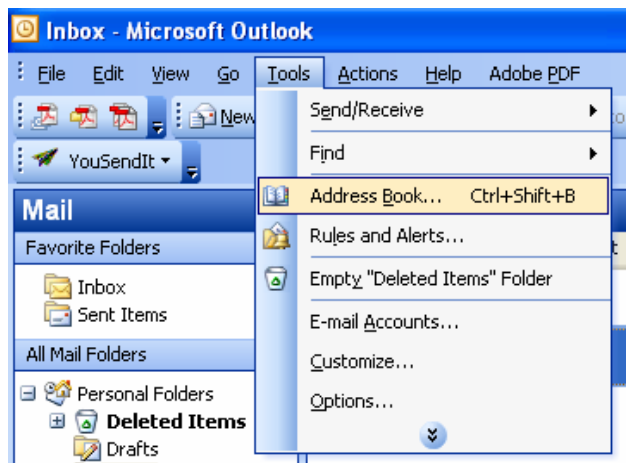 Inbox - Microsoft Outlook
File Edit View Go Tools Actions Help Adobe PDF
New
YouSendIt
Send/Receive
Find
Address Book... Ctrl+Shift+B
Rules and Alerts...
Empty "Deleted Items" Folder
E-mail Accounts...
Customize...
Options...
Mail
Favorite Folders
Inbox
Sent Items
All Mail Folders
Personal Folders
Deleted Items
Drafts